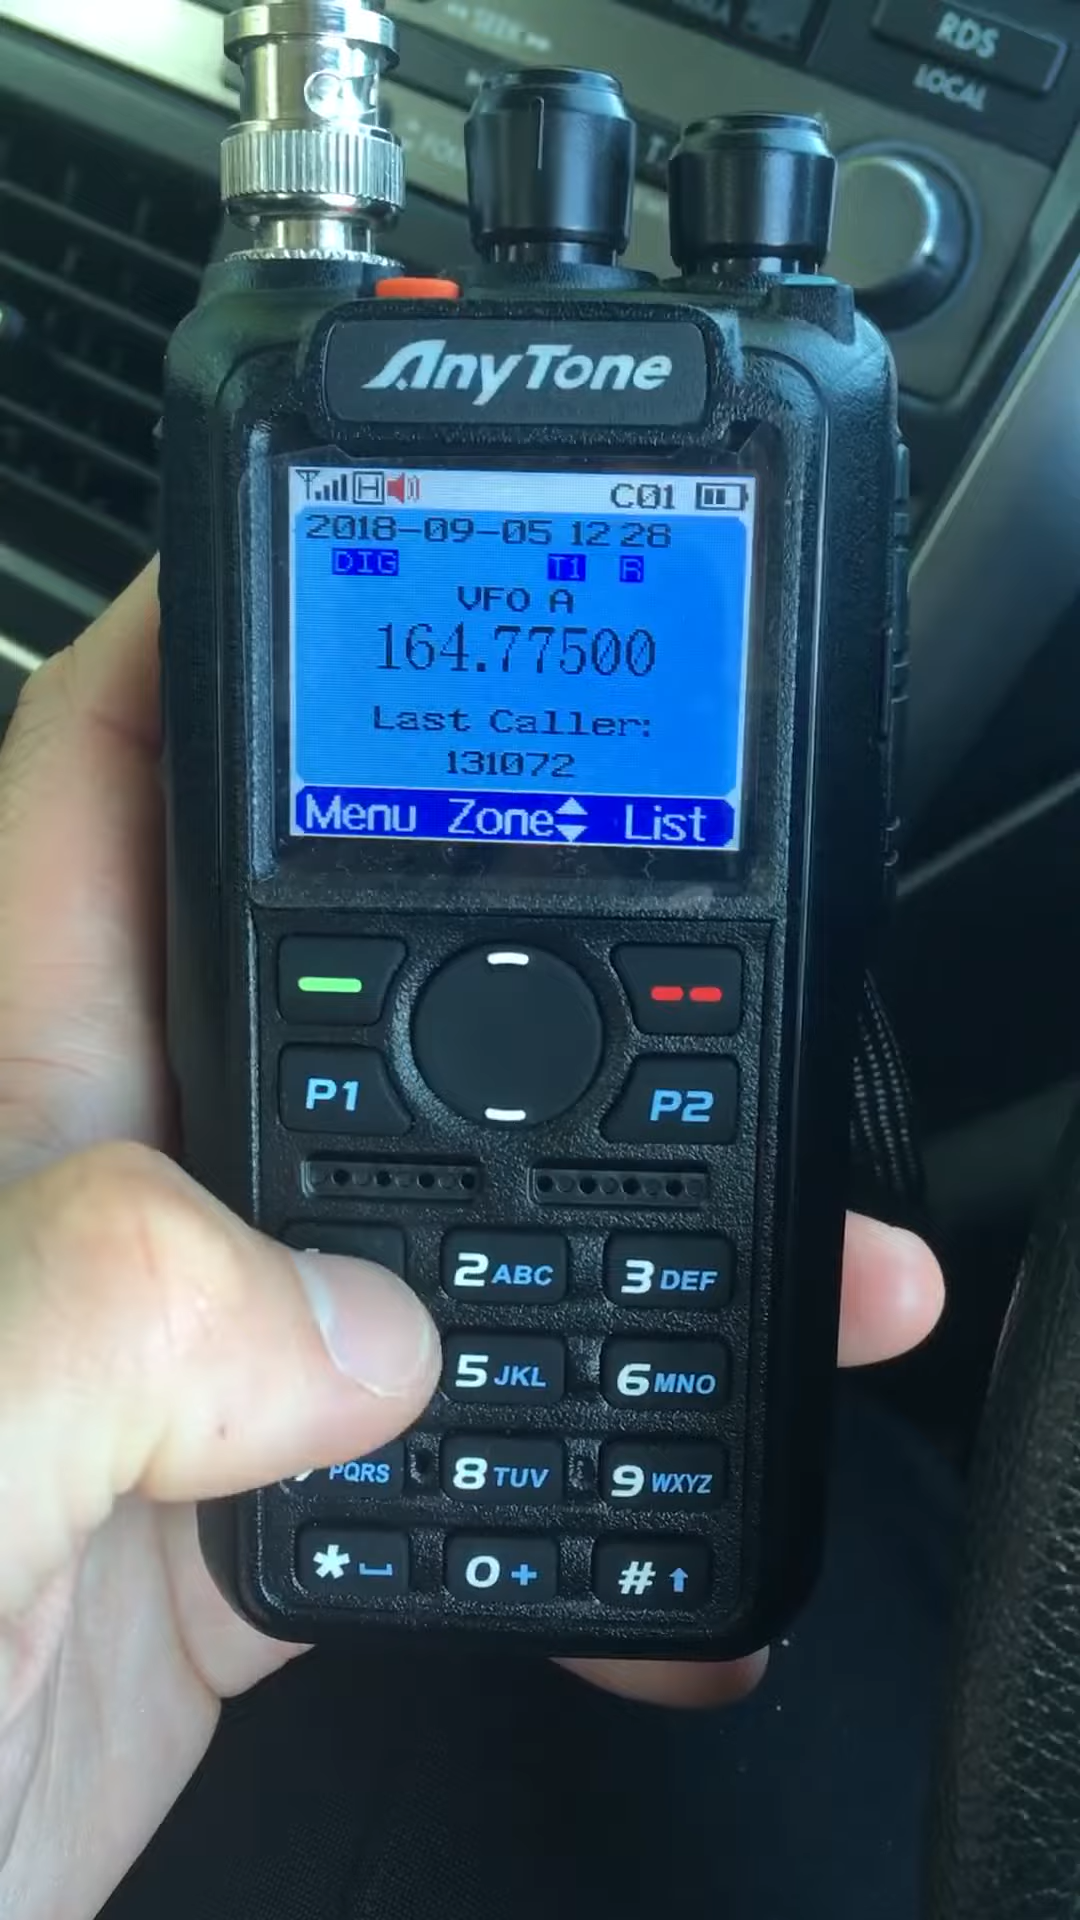 RDS
LOCAL
SEEK
AnyTone
H C01
2018-09-05 12 28
DIG T1 R
VFO A
164.77500
Last Caller:
131072
Menu Zone List
P1 P2
2 ABC 3 DEF
5 JKL 6 MNO
PQRS 8 TUV 9 WXYZ
* 0 + #